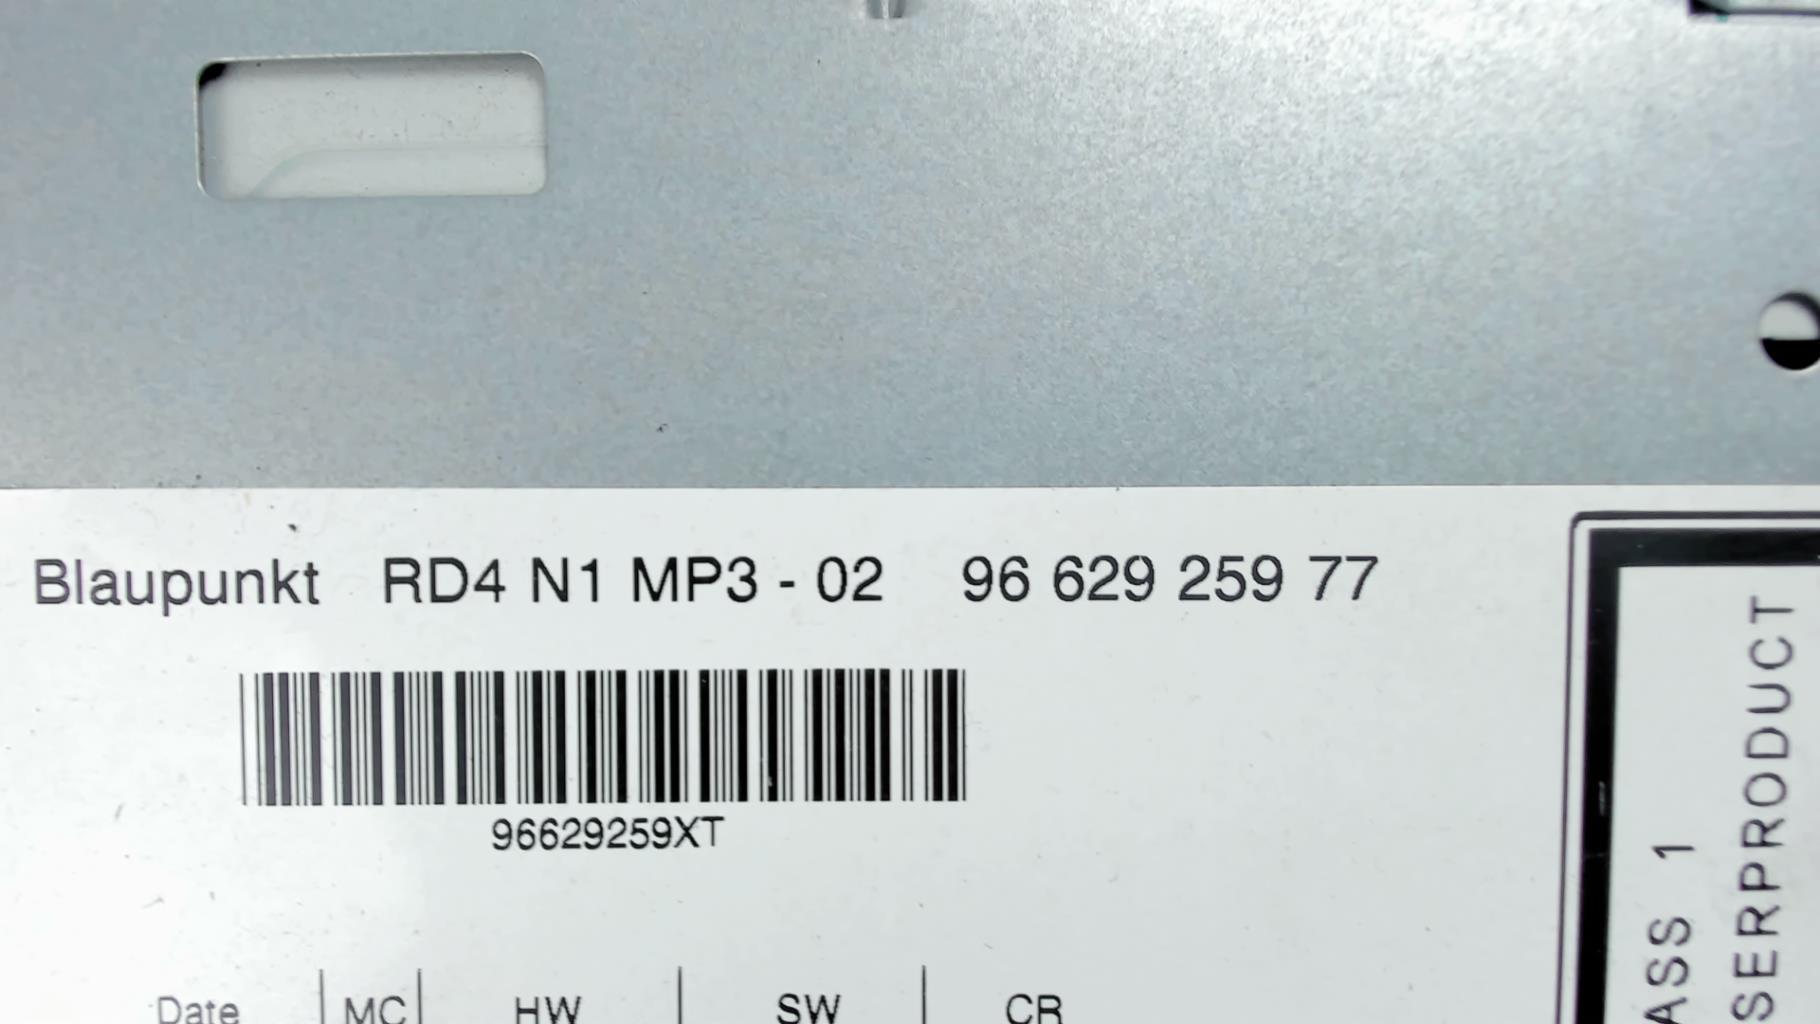 Blaupunkt RD4 N1 MP3 - 02 96 629 259 77
96629259XT
Date MC HW SW CR
ASS 1
SERPRODUCT